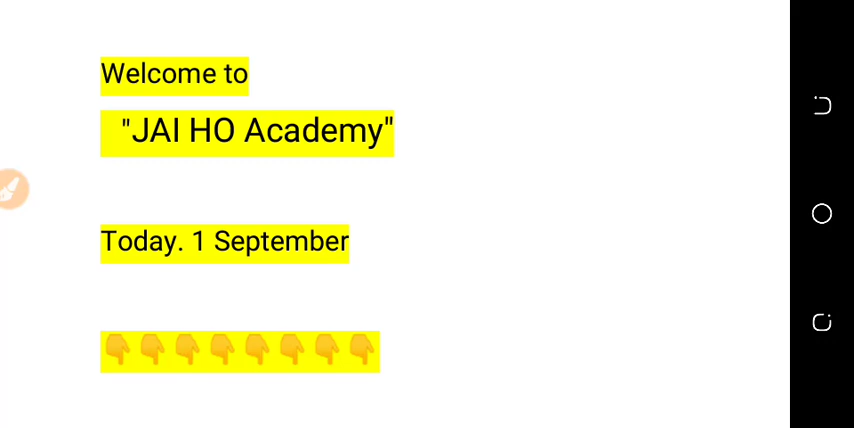 Welcome to
"JAI HO Academy"
Today. 1 September
👇👇👇👇👇👇👇👇